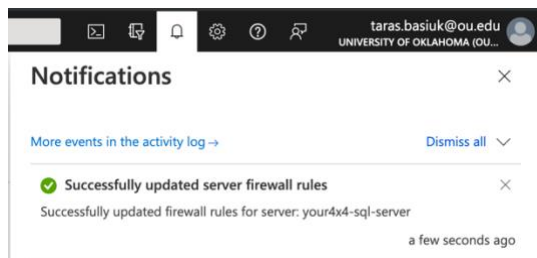 taras.basiuk@ou.edu
UNIVERSITY OF OKLAHOMA (OU...
Notifications
More events in the activity log →
Dismiss all
Successfully updated server firewall rules
Successfully updated firewall rules for server: your4x4-sql-server
a few seconds ago